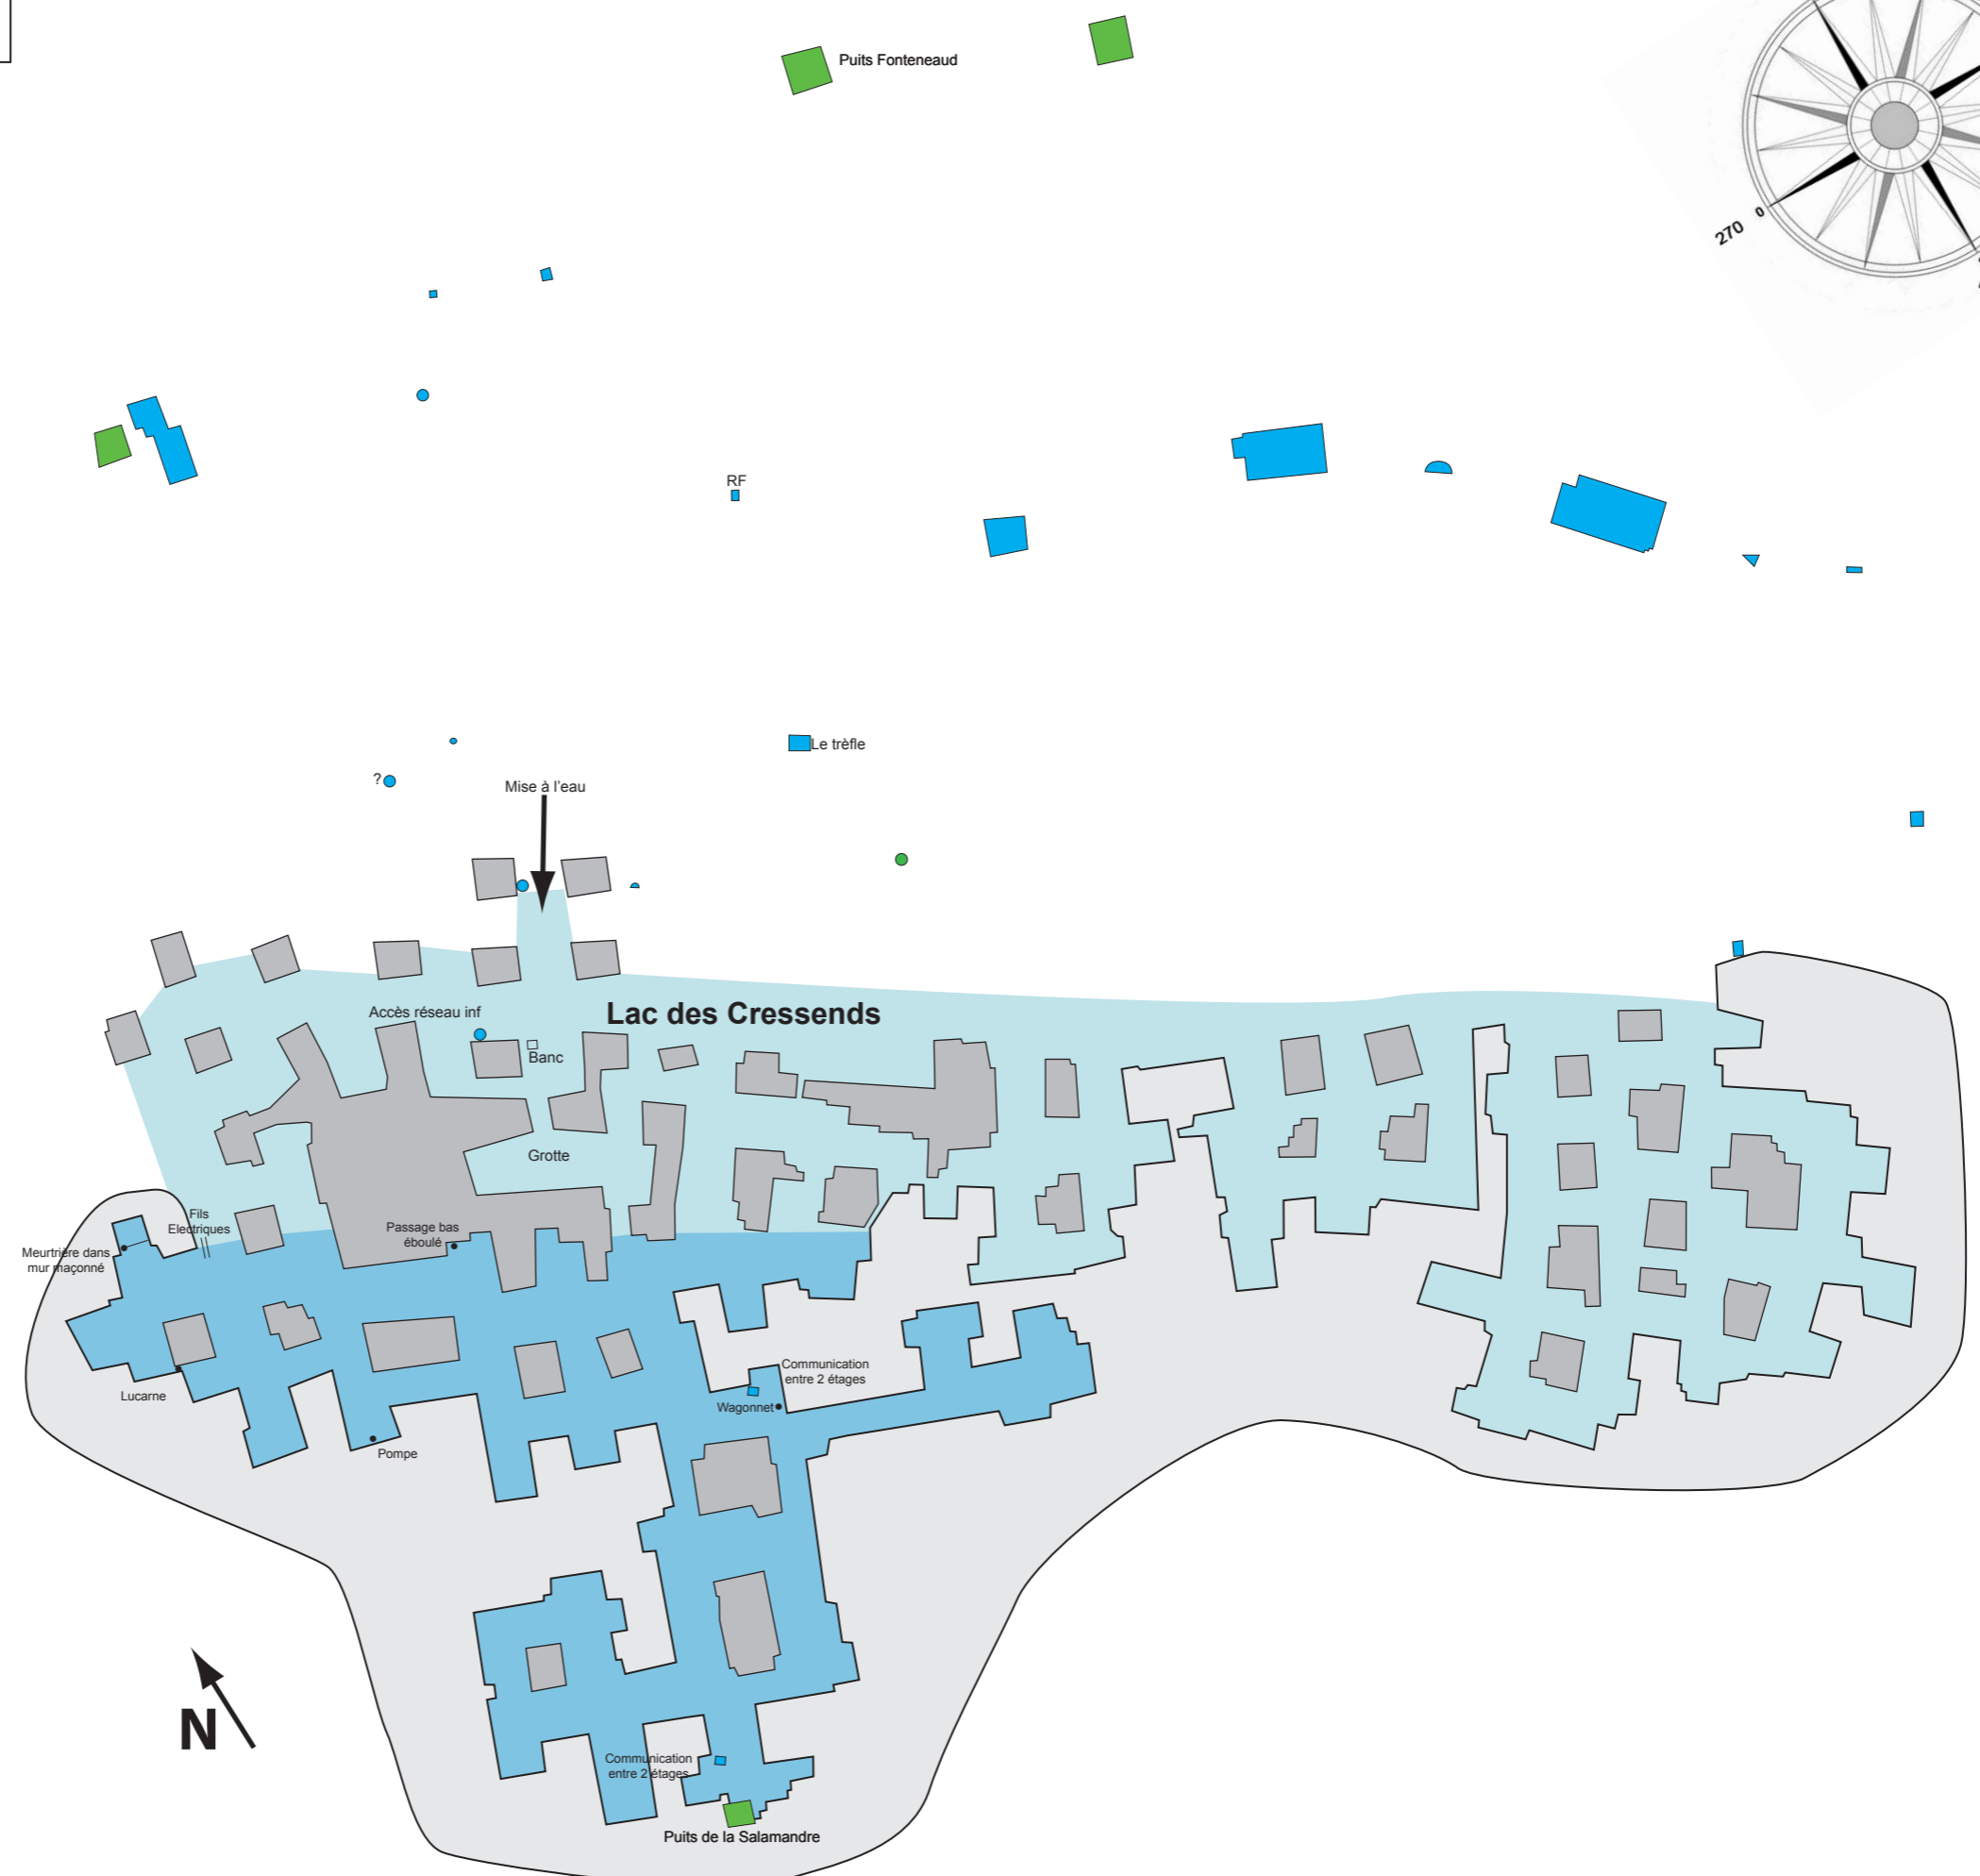 Puits Fonteneaud
270
0
RF
Le trèfle
?
Mise à l'eau
Accès réseau inf
Lac des Cressends
Banc
Grotte
Fils
Electriques
Passage bas
éboulé
Meurtrière dans
mur maçonné
Communication
entre 2 étages
Lucarne
Wagonnet
Pompe
N
Communication
entre 2 étages
Puits de la Salamandre